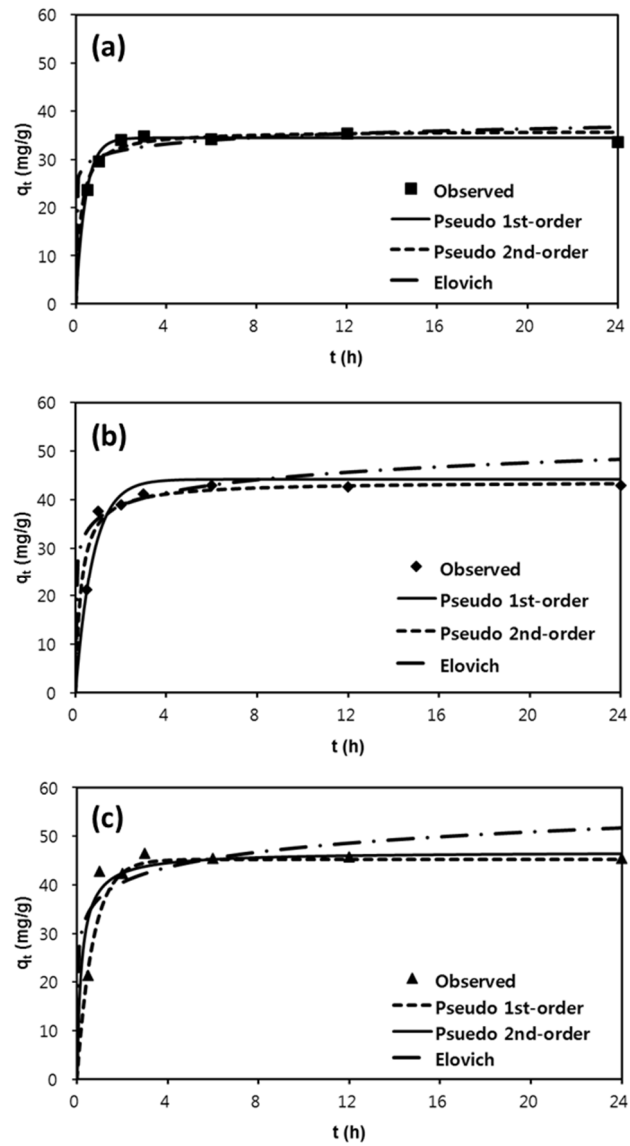 (a)
60
50
40
30
20
10
0
qt (mg/g)
Observed
Pseudo 1st-order
Pseudo 2nd-order
Elovich
0 4 8 12 16 20 24
t (h)
(b)
60
50
40
30
20
10
0
qt (mg/g)
Observed
Pseudo 1st-order
Pseudo 2nd-order
Elovich
0 4 8 12 16 20 24
t (h)
(c)
60
50
40
30
20
10
0
qt (mg/g)
Observed
Pseudo 1st-order
Psuedo 2nd-order
Elovich
0 4 8 12 16 20 24
t (h)